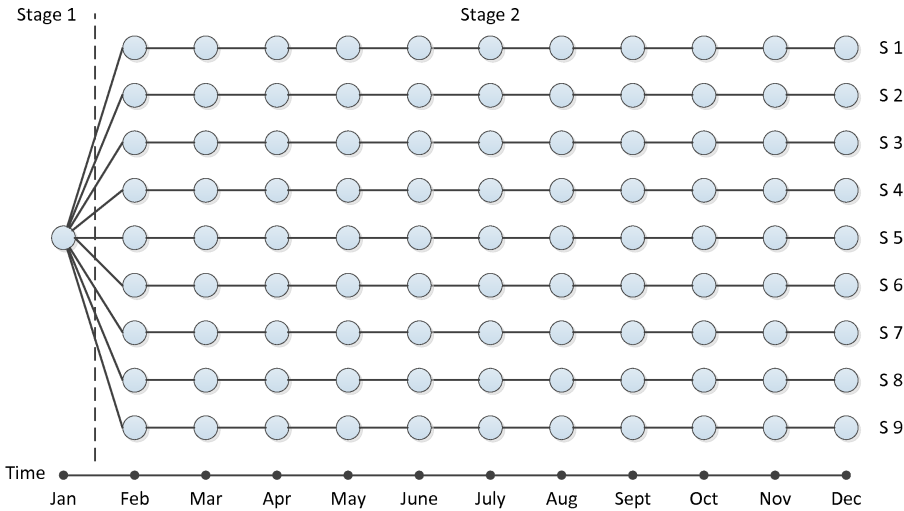 Stage 1
Stage 2
S 1
S 2
S 3
S 4
S 5
S 6
S 7
S 8
S 9
Time
Jan Feb Mar Apr May June July Aug Sept Oct Nov Dec